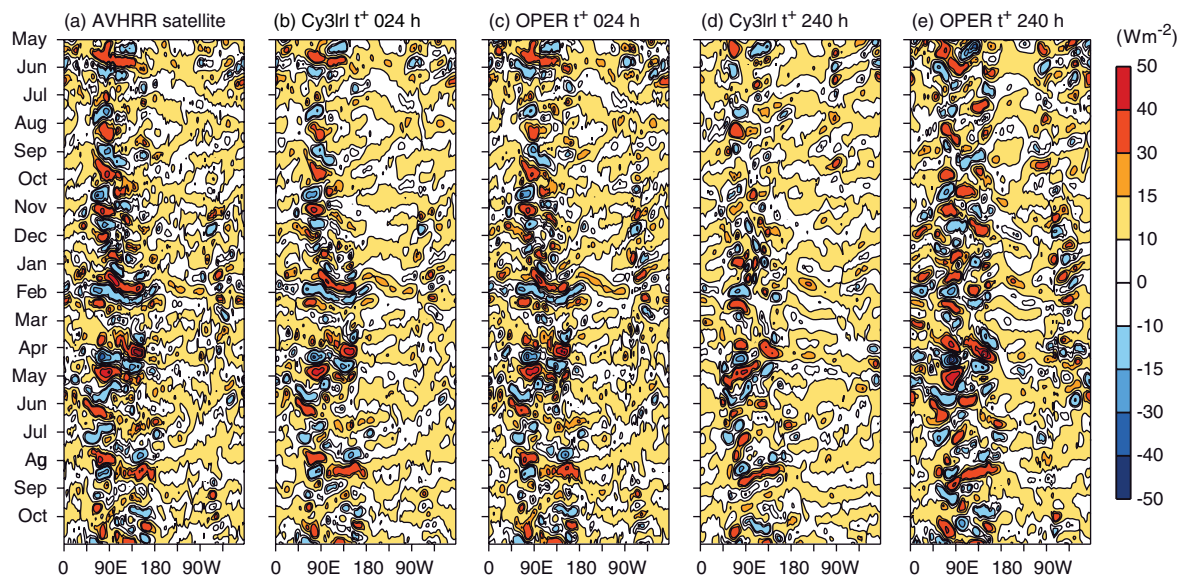 (a) AVHRR satellite (b) Cy3lrl t+ 024 h (c) OPER t+ 024 h (d) Cy3lrl t+ 240 h (e) OPER t+ 240 h
(Wm-2)
May
Jun
Jul
Aug
Sep
Oct
Nov
Dec
Jan
Feb
Mar
Apr
May
Jun
Jul
Ag
Sep
Oct
0 90E 180 90W 0 90E 180 90W 0 90E 180 90W 0 90E 180 90W 0 90E 180 90W
50
40
30
15
10
0
-10
-15
-30
-40
-50